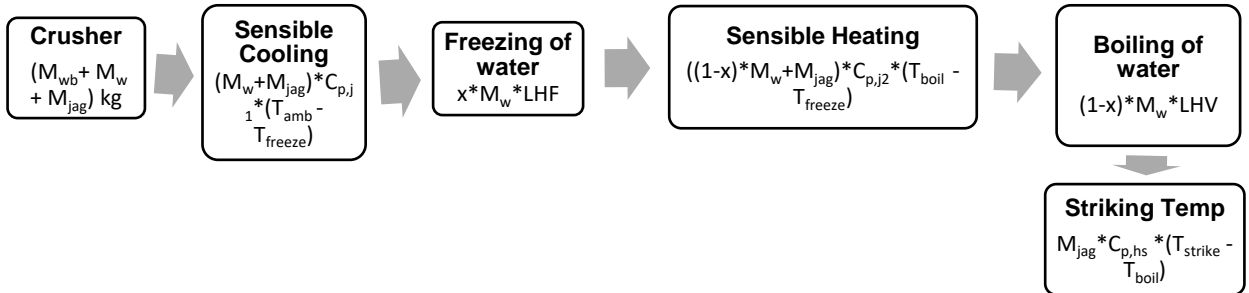 Crusher
(M_wb+ M_w
+ M_jag) kg
Sensible
Cooling
(M_w+M_jag)*C_p,j
1*(T_amb -
T_freeze)
Freezing of
water
x*M_w*LHF
Sensible Heating
((1-x)*M_w+M_jag)*C_p,j2*(T_boil -
T_freeze)
Boiling of
water
(1-x)*M_w*LHV
Striking Temp
M_jag*C_p,hs *(T_strike -
T_boil)